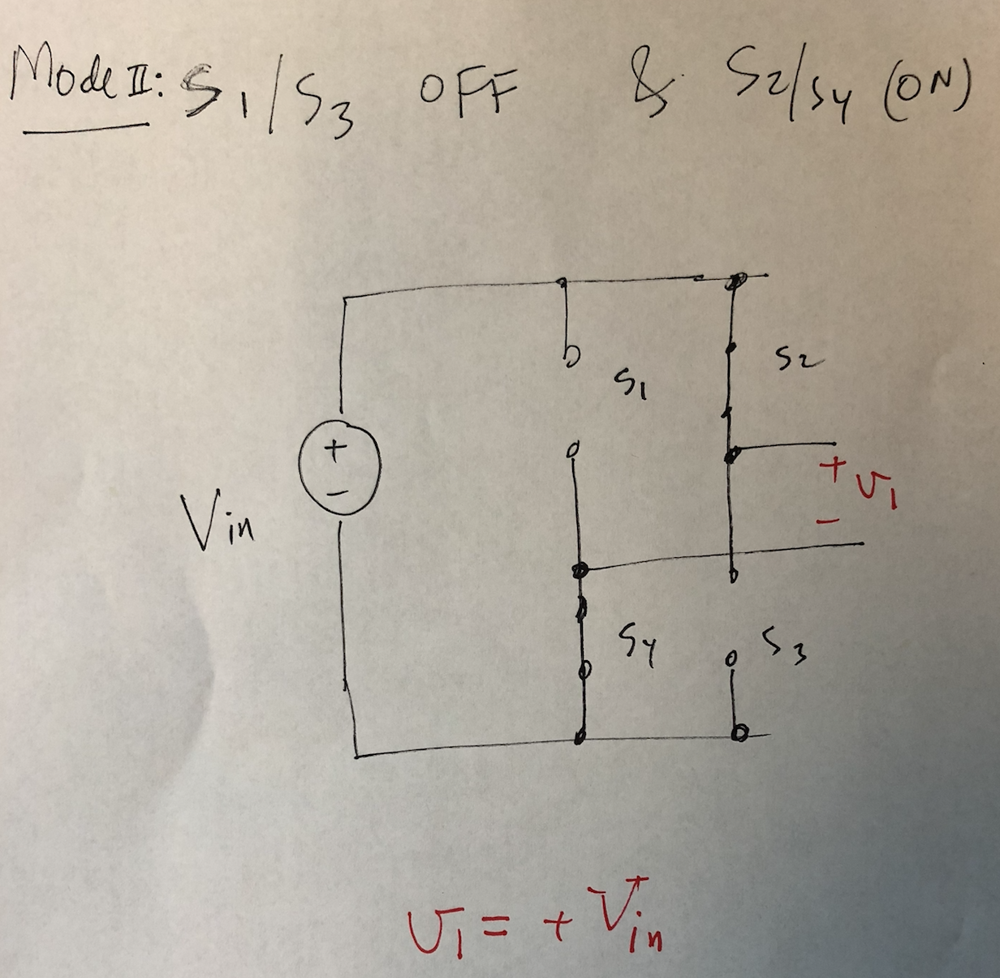 Mode II: S1/S3 OFF & S2/S4 (ON)
S2
S1
+
-
+ v1
-
Vin
S4 S3
v1 = + Vin